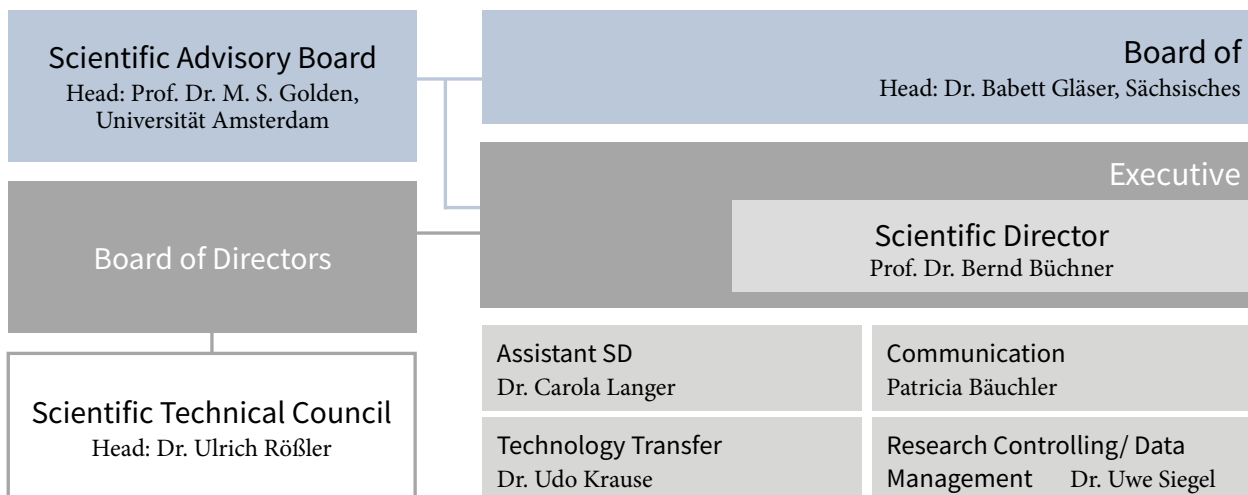 Scientific Advisory Board
Head: Prof. Dr. M. S. Golden,
Universität Amsterdam
Board of
Head: Dr. Babett Gläser, Sächsisches
Board of Directors
Executive
Scientific Director
Prof. Dr. Bernd Büchner
Scientific Technical Council
Head: Dr. Ulrich Rößler
Assistant SD
Dr. Carola Langer
Communication
Patricia Bäuchler
Technology Transfer
Dr. Udo Krause
Research Controlling/ Data
Management Dr. Uwe Siegel